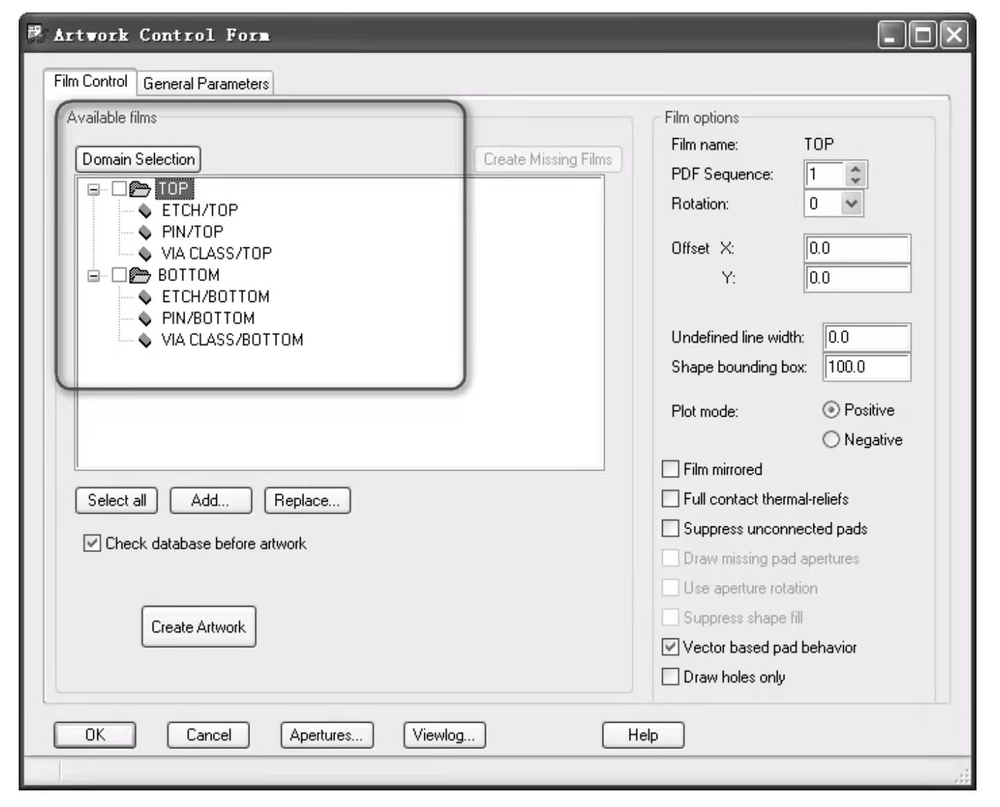 Artwork Control Form
Film Control
General Parameters
Available films
Domain Selection
Create Missing Films
TOP
ETCH/TOP
PIN/TOP
VIA CLASS/TOP
BOTTOM
ETCH/BOTTOM
PIN/BOTTOM
VIA CLASS/BOTTOM
Select all
Add...
Replace...
Check database before artwork
Create Artwork
Film options
Film name: TOP
PDF Sequence: 1
Rotation: 0
Offset X: 0.0
Y: 0.0
Undefined line width: 0.0
Shape bounding box: 100.0
Plot mode: Positive
Negative
Film mirrored
Full contact thermal-reliefs
Suppress unconnected pads
Draw missing pad apertures
Use aperture rotation
Suppress shape fill
Vector based pad behavior
Draw holes only
OK
Cancel
Apertures...
Viewlog...
Help